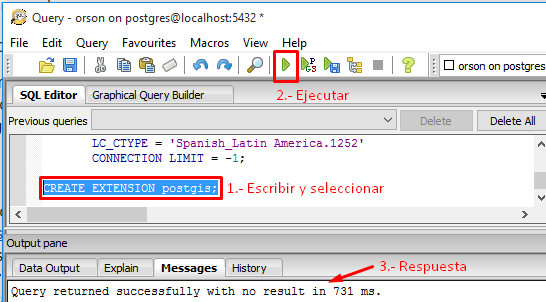 Query - orson on postgres@localhost:5432 *
File Edit Query Favourites Macros View Help
orson on postgres
2.- Ejecutar
SQL Editor Graphical Query Builder
Previous queries Delete Delete All
LC_CTYPE = 'Spanish_Latin America.1252'
CONNECTION LIMIT = -1;
CREATE EXTENSION postgis; 1.- Escribir y seleccionar
Output pane
Data Output Explain Messages History 3.- Respuesta
Query returned successfully with no result in 731 ms.